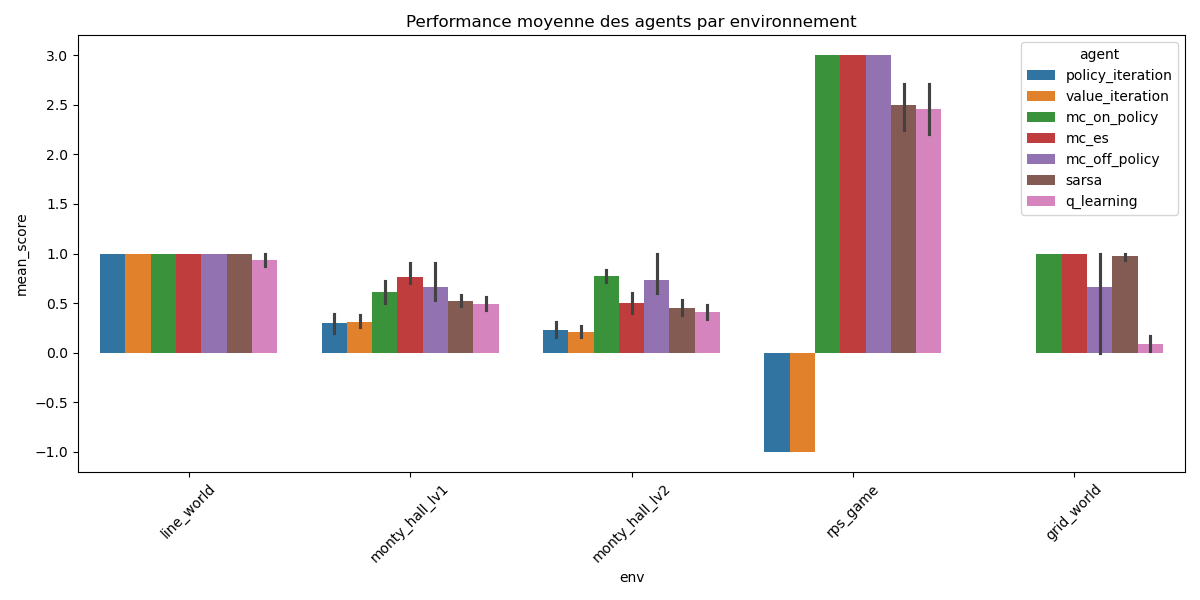 Performance moyenne des agents par environnement
agent
policy_iteration
value_iteration
mc_on_policy
mc_es
mc_off_policy
sarsa
q_learning
mean_score
3.0
2.5
2.0
1.5
1.0
0.5
0.0
−0.5
−1.0
line_world
monty_hall_lv1
monty_hall_lv2
rps_game
grid_world
env